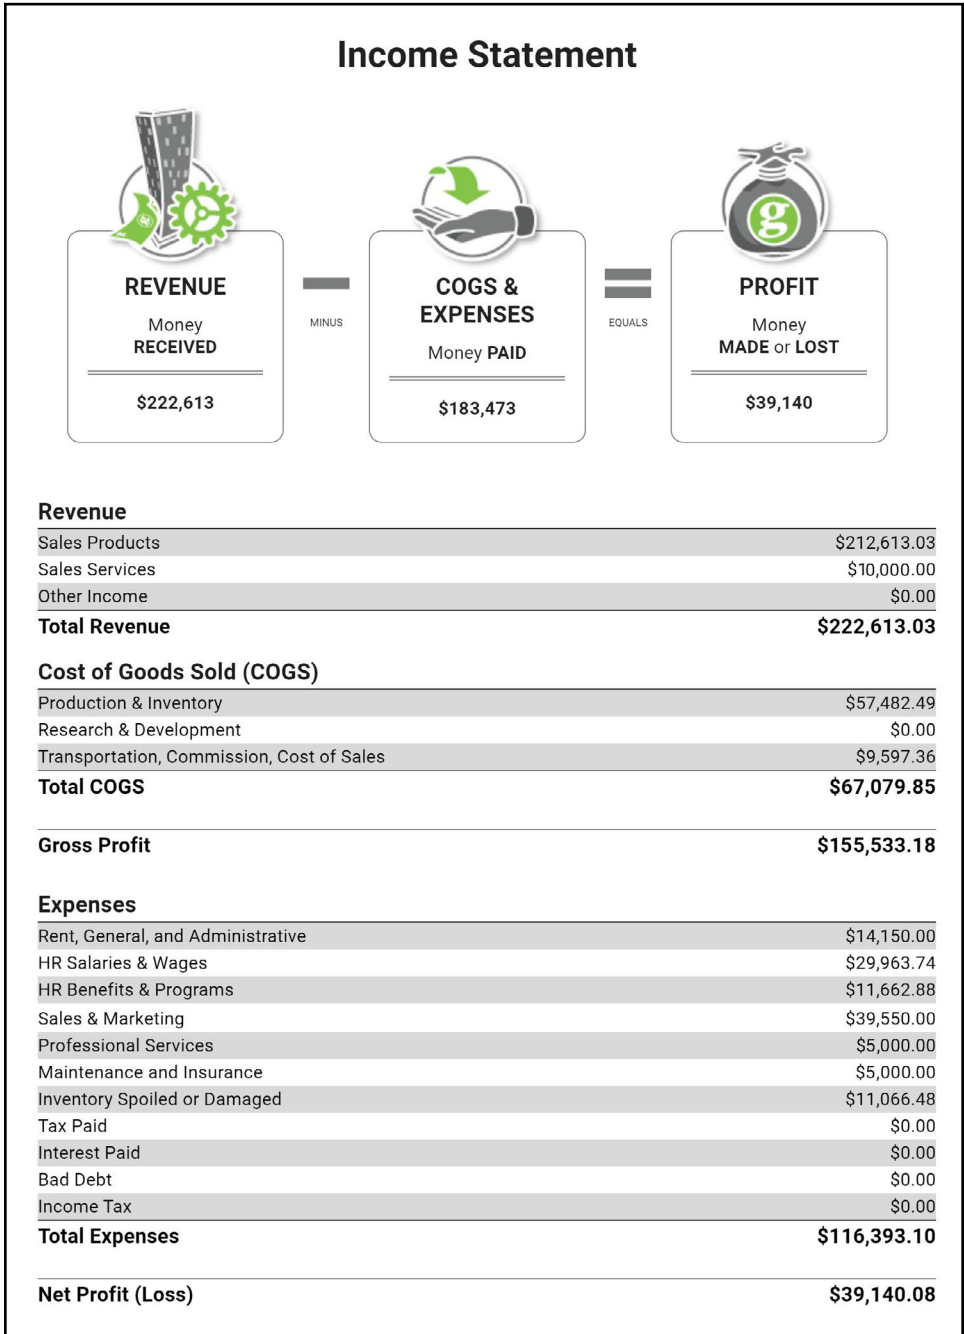 Income Statement
REVENUE
Money
RECEIVED
$222,613
MINUS
COGS &
EXPENSES
Money PAID
$183,473
EQUALS
g
PROFIT
Money
MADE or LOST
$39,140
Revenue
Sales Products $212,613.03
Sales Services $10,000.00
Other Income $0.00
Total Revenue $222,613.03
Cost of Goods Sold (COGS)
Production & Inventory $57,482.49
Research & Development $0.00
Transportation, Commission, Cost of Sales $9,597.36
Total COGS $67,079.85
Gross Profit $155,533.18
Expenses
Rent, General, and Administrative $14,150.00
HR Salaries & Wages $29,963.74
HR Benefits & Programs $11,662.88
Sales & Marketing $39,550.00
Professional Services $5,000.00
Maintenance and Insurance $5,000.00
Inventory Spoiled or Damaged $11,066.48
Tax Paid $0.00
Interest Paid $0.00
Bad Debt $0.00
Income Tax $0.00
Total Expenses $116,393.10
Net Profit (Loss) $39,140.08